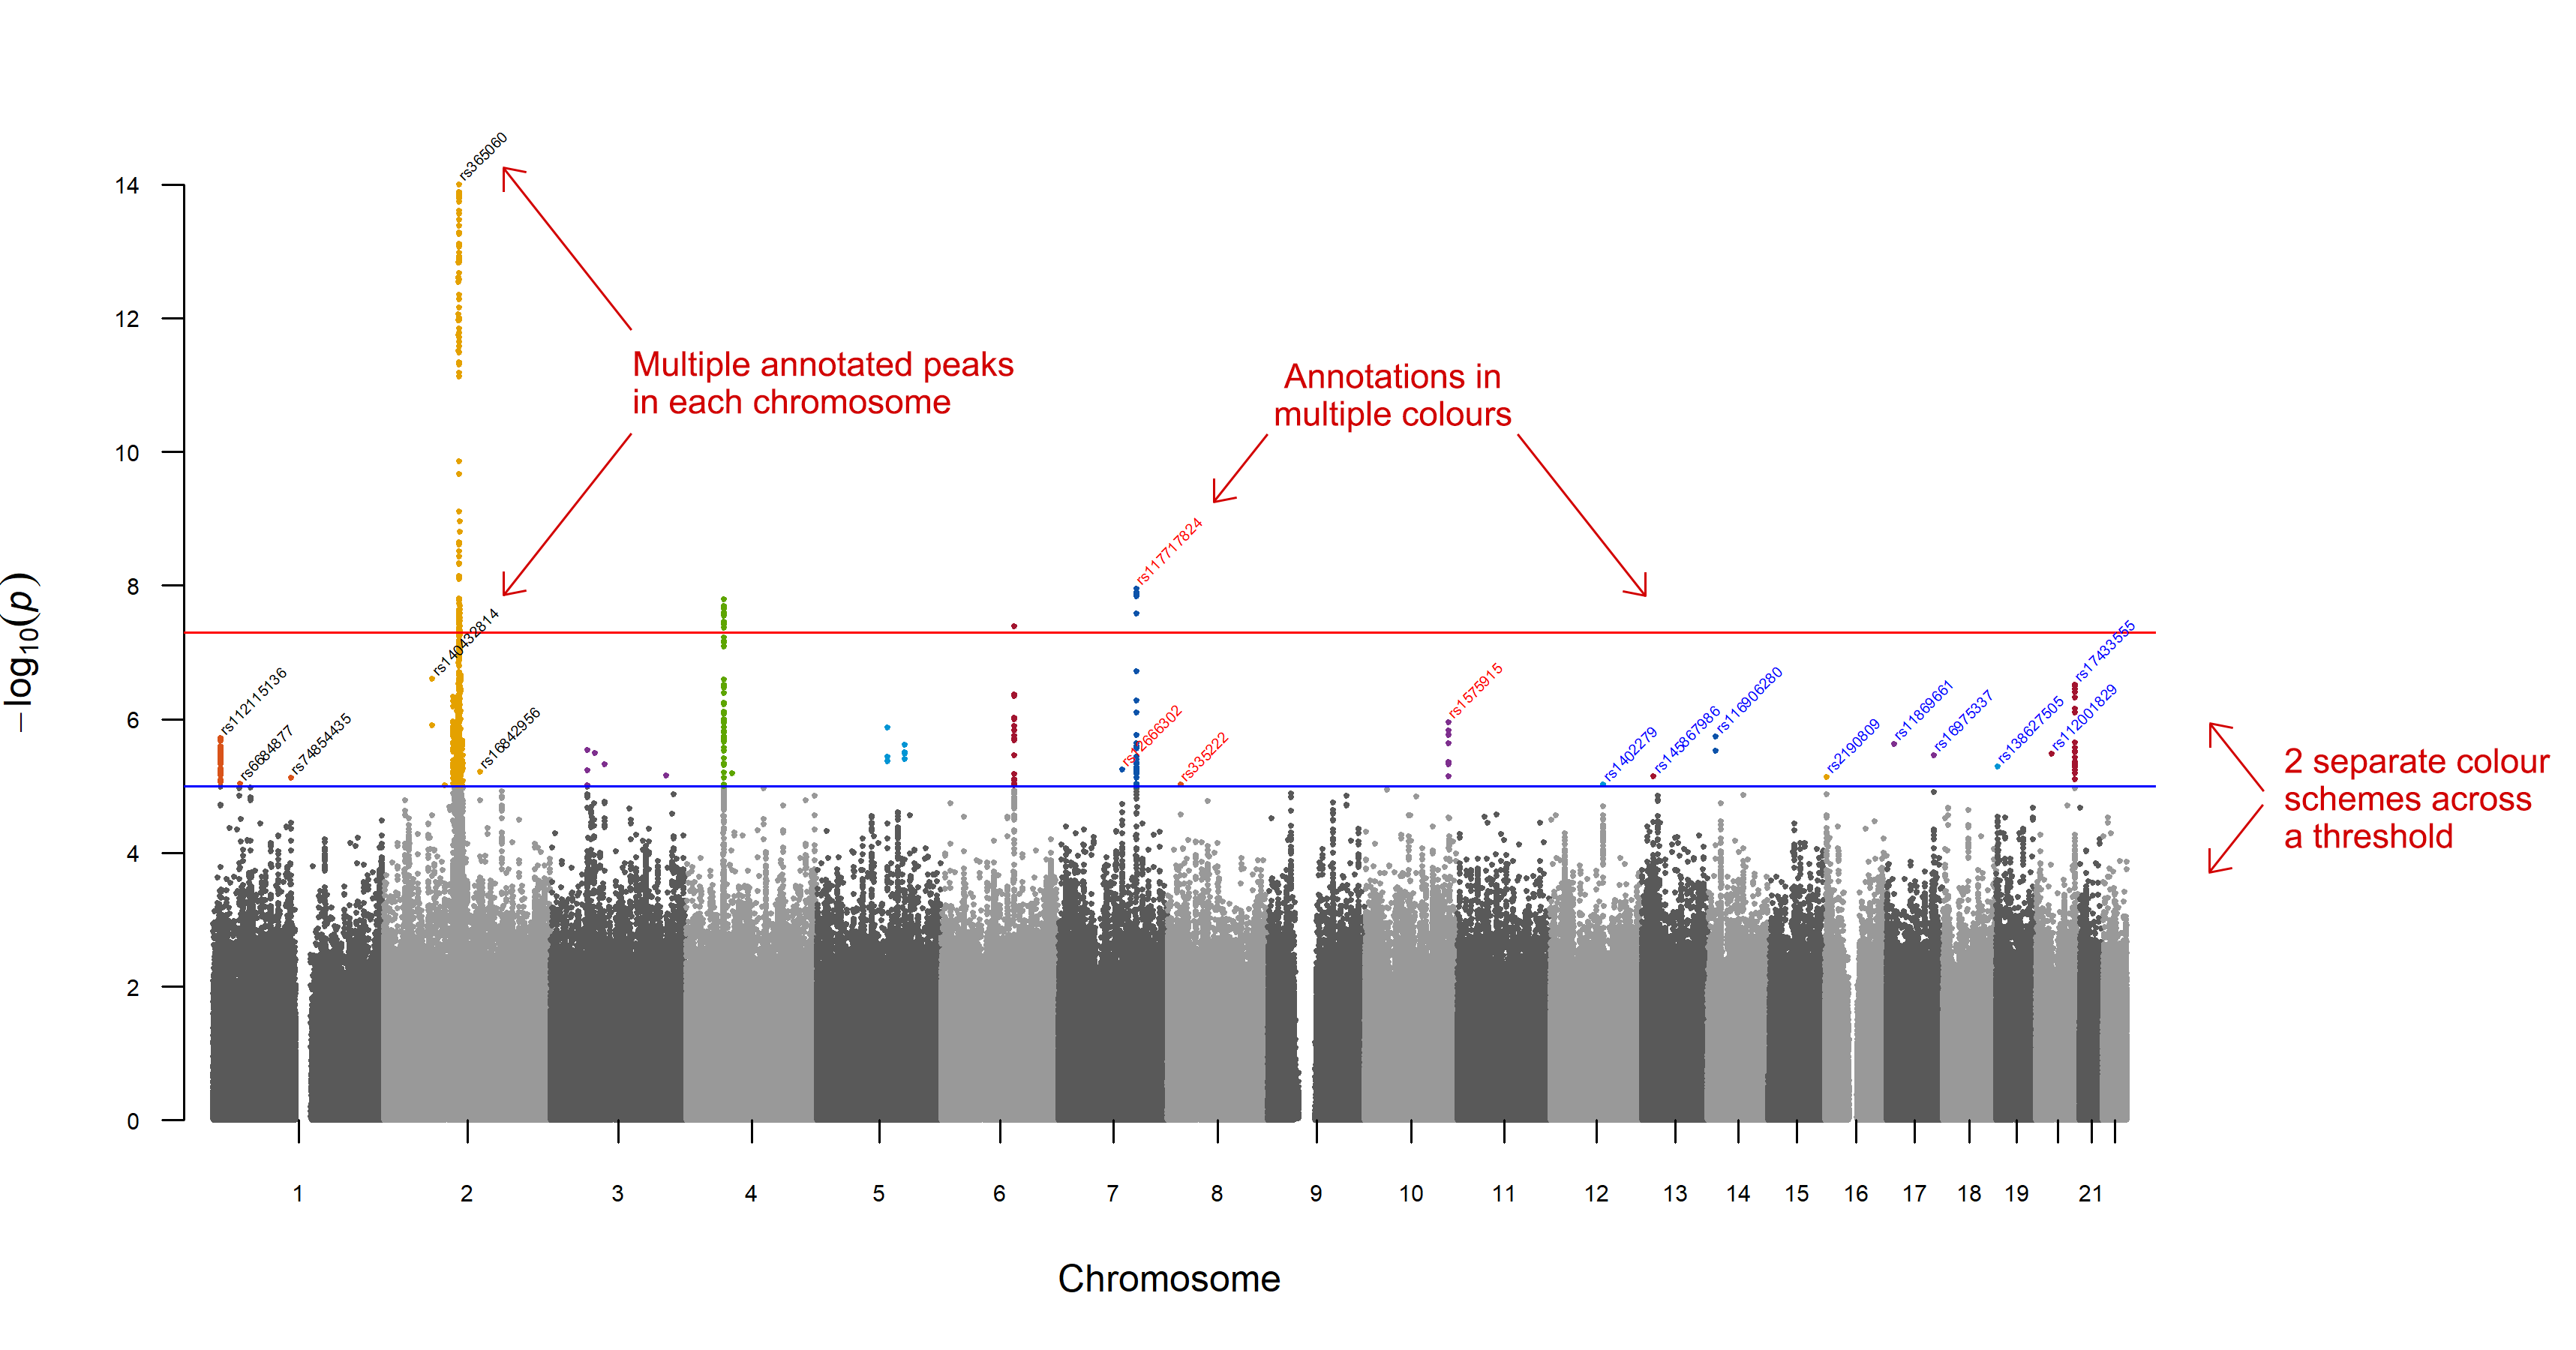 rs365060
14
12
Multiple annotated peaks
in each chromosome
Annotations in
multiple colours
10
rs117717824
8
−log10(p)
rs140432814
rs17433555
rs112115136
rs6684877
rs74854435
rs16842956
rs12666302
rs335222
rs1575915
rs1402279
rs145867986
rs116906280
rs2190809
rs11869661
rs16975337
rs138627505
rs112001829
6
2 separate colour
schemes across
a threshold
4
2
0
1 2 3 4 5 6 7 8 9 10 11 12 13 14 15 16 17 18 19 21
Chromosome